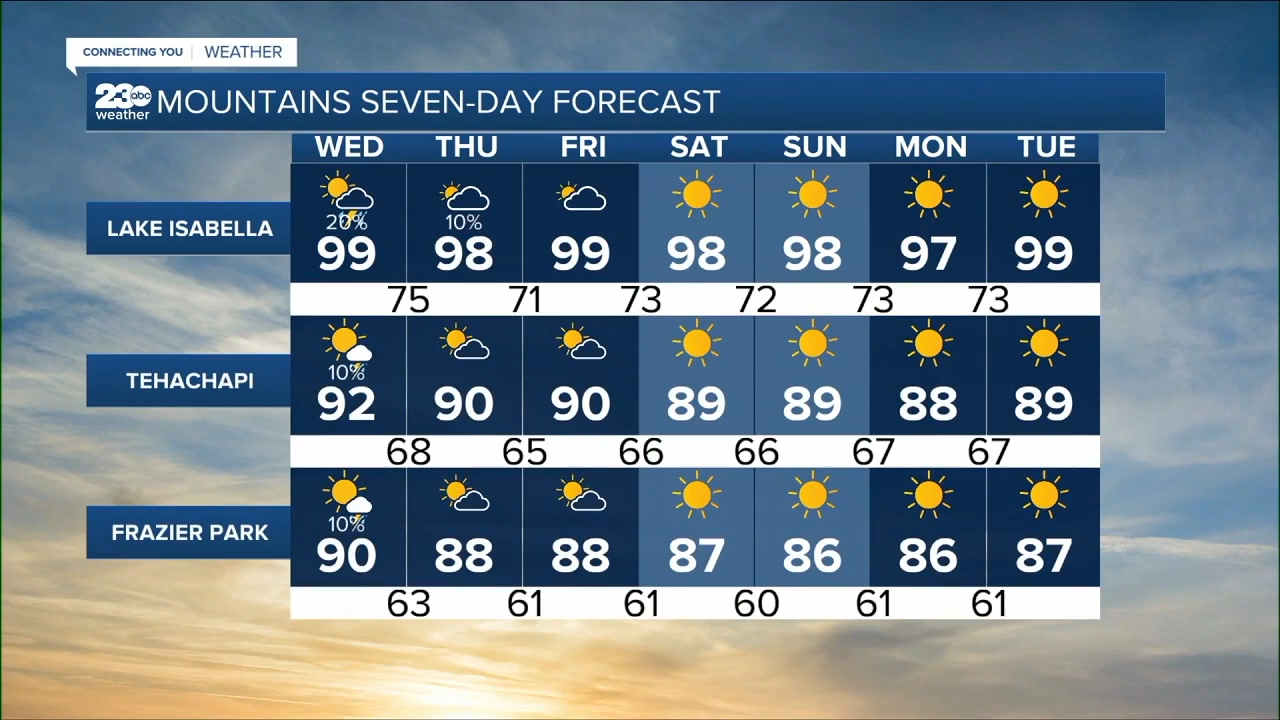 CONNECTING YOU | WEATHER
23 abc
weather
MOUNTAINS SEVEN-DAY FORECAST
WED THU FRI SAT SUN MON TUE
LAKE ISABELLA
20% 10%
99 98 99 98 98 97 99
75 71 73 72 73 73
TEHACHAPI
10%
92 90 90 89 89 88 89
68 65 66 66 67 67
FRAZIER PARK
10%
90 88 88 87 86 86 87
63 61 61 60 61 61